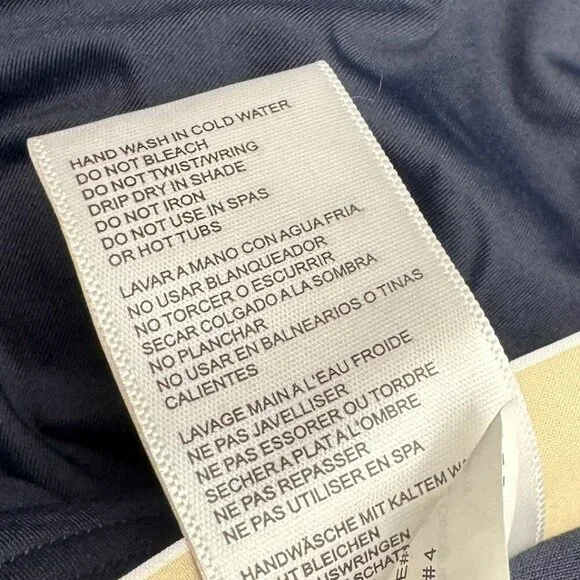 HAND WASH IN COLD WATER
DO NOT BLEACH
DO NOT TWIST/WRING
DRIP DRY IN SHADE
DO NOT IRON
DO NOT USE IN SPAS
OR HOT TUBS
LAVAR A MANO CON AGUA FRIA.
NO USAR BLANQUEADOR
NO TORCER O ESCURRIR
SECAR COLGADO A LA SOMBRA
NO PLANCHAR
NO USAR EN BALNEARIOS O TINAS
CALIENTES
LAVAGE MAIN À L'EAU FROIDE
NE PAS JAVELLISER
NE PAS ESSORER OU TORDRE
SECHER A PLAT A L'OMBRE
NE PAS REPASSER
NE PAS UTILISER EN SPA
HANDWÄSCHE MIT KALTEM
BLEICHEN
#4